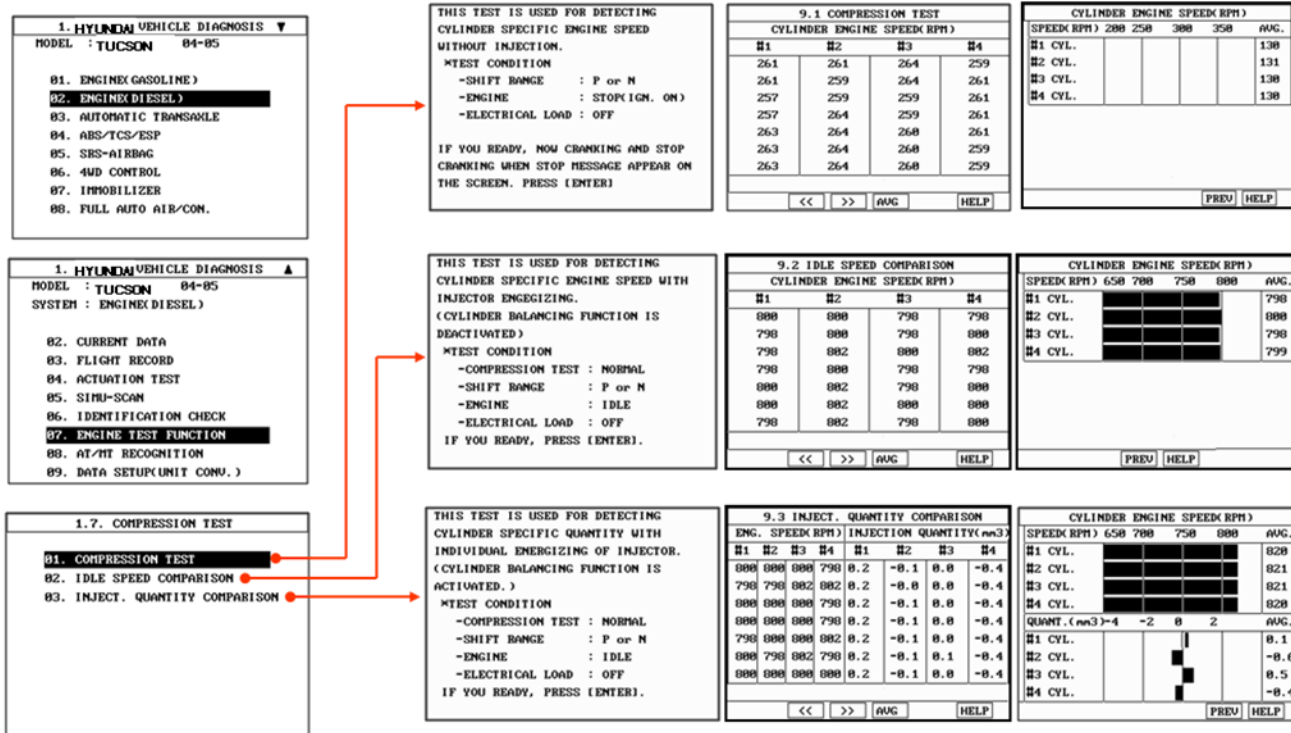 1. HYUNDAI VEHICLE DIAGNOSIS ▼
MODEL : TUCSON 04-05
01. ENGINE(GASOLINE)
02. ENGINE(DIESEL)
03. AUTOMATIC TRANSAXLE
04. ABS/TCS/ESP
05. SRS-AIRBAG
06. 4WD CONTROL
07. IMMOBILIZER
08. FULL AUTO AIR/CON.
THIS TEST IS USED FOR DETECTING
CYLINDER SPECIFIC ENGINE SPEED
WITHOUT INJECTION.
*TEST CONDITION
-SHIFT RANGE : P or N
-ENGINE : STOP(IGN. ON)
-ELECTRICAL LOAD : OFF
IF YOU READY, NOW CRANKING AND STOP
CRANKING WHEN STOP MESSAGE APPEAR ON
THE SCREEN. PRESS [ENTER]
9.1 COMPRESSION TEST
CYLINDER ENGINE SPEED(RPM)
#1 #2 #3 #4
261 261 264 259
261 259 264 261
257 259 259 261
257 264 259 261
263 264 260 261
263 264 260 259
263 264 260 259
<< >> AVG HELP
CYLINDER ENGINE SPEED(RPM)
SPEED(RPM) 200 250 300 350 AVG.
#1 CYL. 130
#2 CYL. 131
#3 CYL. 130
#4 CYL. 130
PREV HELP
1. HYUNDAI VEHICLE DIAGNOSIS ▲
MODEL : TUCSON 04-05
SYSTEM : ENGINE(DIESEL)
02. CURRENT DATA
03. FLIGHT RECORD
04. ACTUATION TEST
05. SIMU-SCAN
06. IDENTIFICATION CHECK
07. ENGINE TEST FUNCTION
08. AT/MT RECOGNITION
09. DATA SETUP(UNIT CONV.)
THIS TEST IS USED FOR DETECTING
CYLINDER SPECIFIC ENGINE SPEED WITH
INJECTOR ENGEGIZING.
(CYLINDER BALANCING FUNCTION IS
DEACTIVATED)
*TEST CONDITION
-COMPRESSION TEST : NORMAL
-SHIFT RANGE : P or N
-ENGINE : IDLE
-ELECTRICAL LOAD : OFF
IF YOU READY, PRESS [ENTER].
9.2 IDLE SPEED COMPARISON
CYLINDER ENGINE SPEED(RPM)
#1 #2 #3 #4
800 800 798 798
798 800 798 800
798 802 800 802
798 800 798 798
800 802 798 800
800 802 800 800
798 802 798 800
<< >> AVG HELP
CYLINDER ENGINE SPEED(RPM)
SPEED(RPM) 650 700 750 800 AVG.
#1 CYL. 798
#2 CYL. 800
#3 CYL. 798
#4 CYL. 799
PREV HELP
1.7. COMPRESSION TEST
01. COMPRESSION TEST
02. IDLE SPEED COMPARISON
03. INJECT. QUANTITY COMPARISON
THIS TEST IS USED FOR DETECTING
CYLINDER SPECIFIC QUANTITY WITH
INDIVIDUAL ENERGIZING OF INJECTOR.
(CYLINDER BALANCING FUNCTION IS
ACTIVATED.)
*TEST CONDITION
-COMPRESSION TEST : NORMAL
-SHIFT RANGE : P or N
-ENGINE : IDLE
-ELECTRICAL LOAD : OFF
IF YOU READY, PRESS [ENTER].
9.3 INJECT. QUANTITY COMPARISON
ENG. SPEED(RPM) INJECTION QUANTITY(mm3)
#1 #2 #3 #4 #1 #2 #3 #4
800 800 800 798 0.2 -0.1 0.0 -0.4
798 798 802 802 0.2 -0.0 0.0 -0.4
800 800 800 798 0.2 -0.1 0.0 -0.4
800 800 800 798 0.2 -0.1 0.0 -0.4
798 800 800 802 0.2 -0.1 0.0 -0.4
800 798 802 798 0.2 -0.1 0.1 -0.4
800 800 800 800 0.2 -0.1 0.0 -0.4
<< >> AVG HELP
CYLINDER ENGINE SPEED(RPM)
SPEED(RPM) 650 700 750 800 AVG.
#1 CYL. 820
#2 CYL. 821
#3 CYL. 821
#4 CYL. 820
QUANT.(mm3)-4 -2 0 2 AVG.
#1 CYL. 0.1
#2 CYL. -0.6
#3 CYL. 0.5
#4 CYL. -0.4
PREV HELP